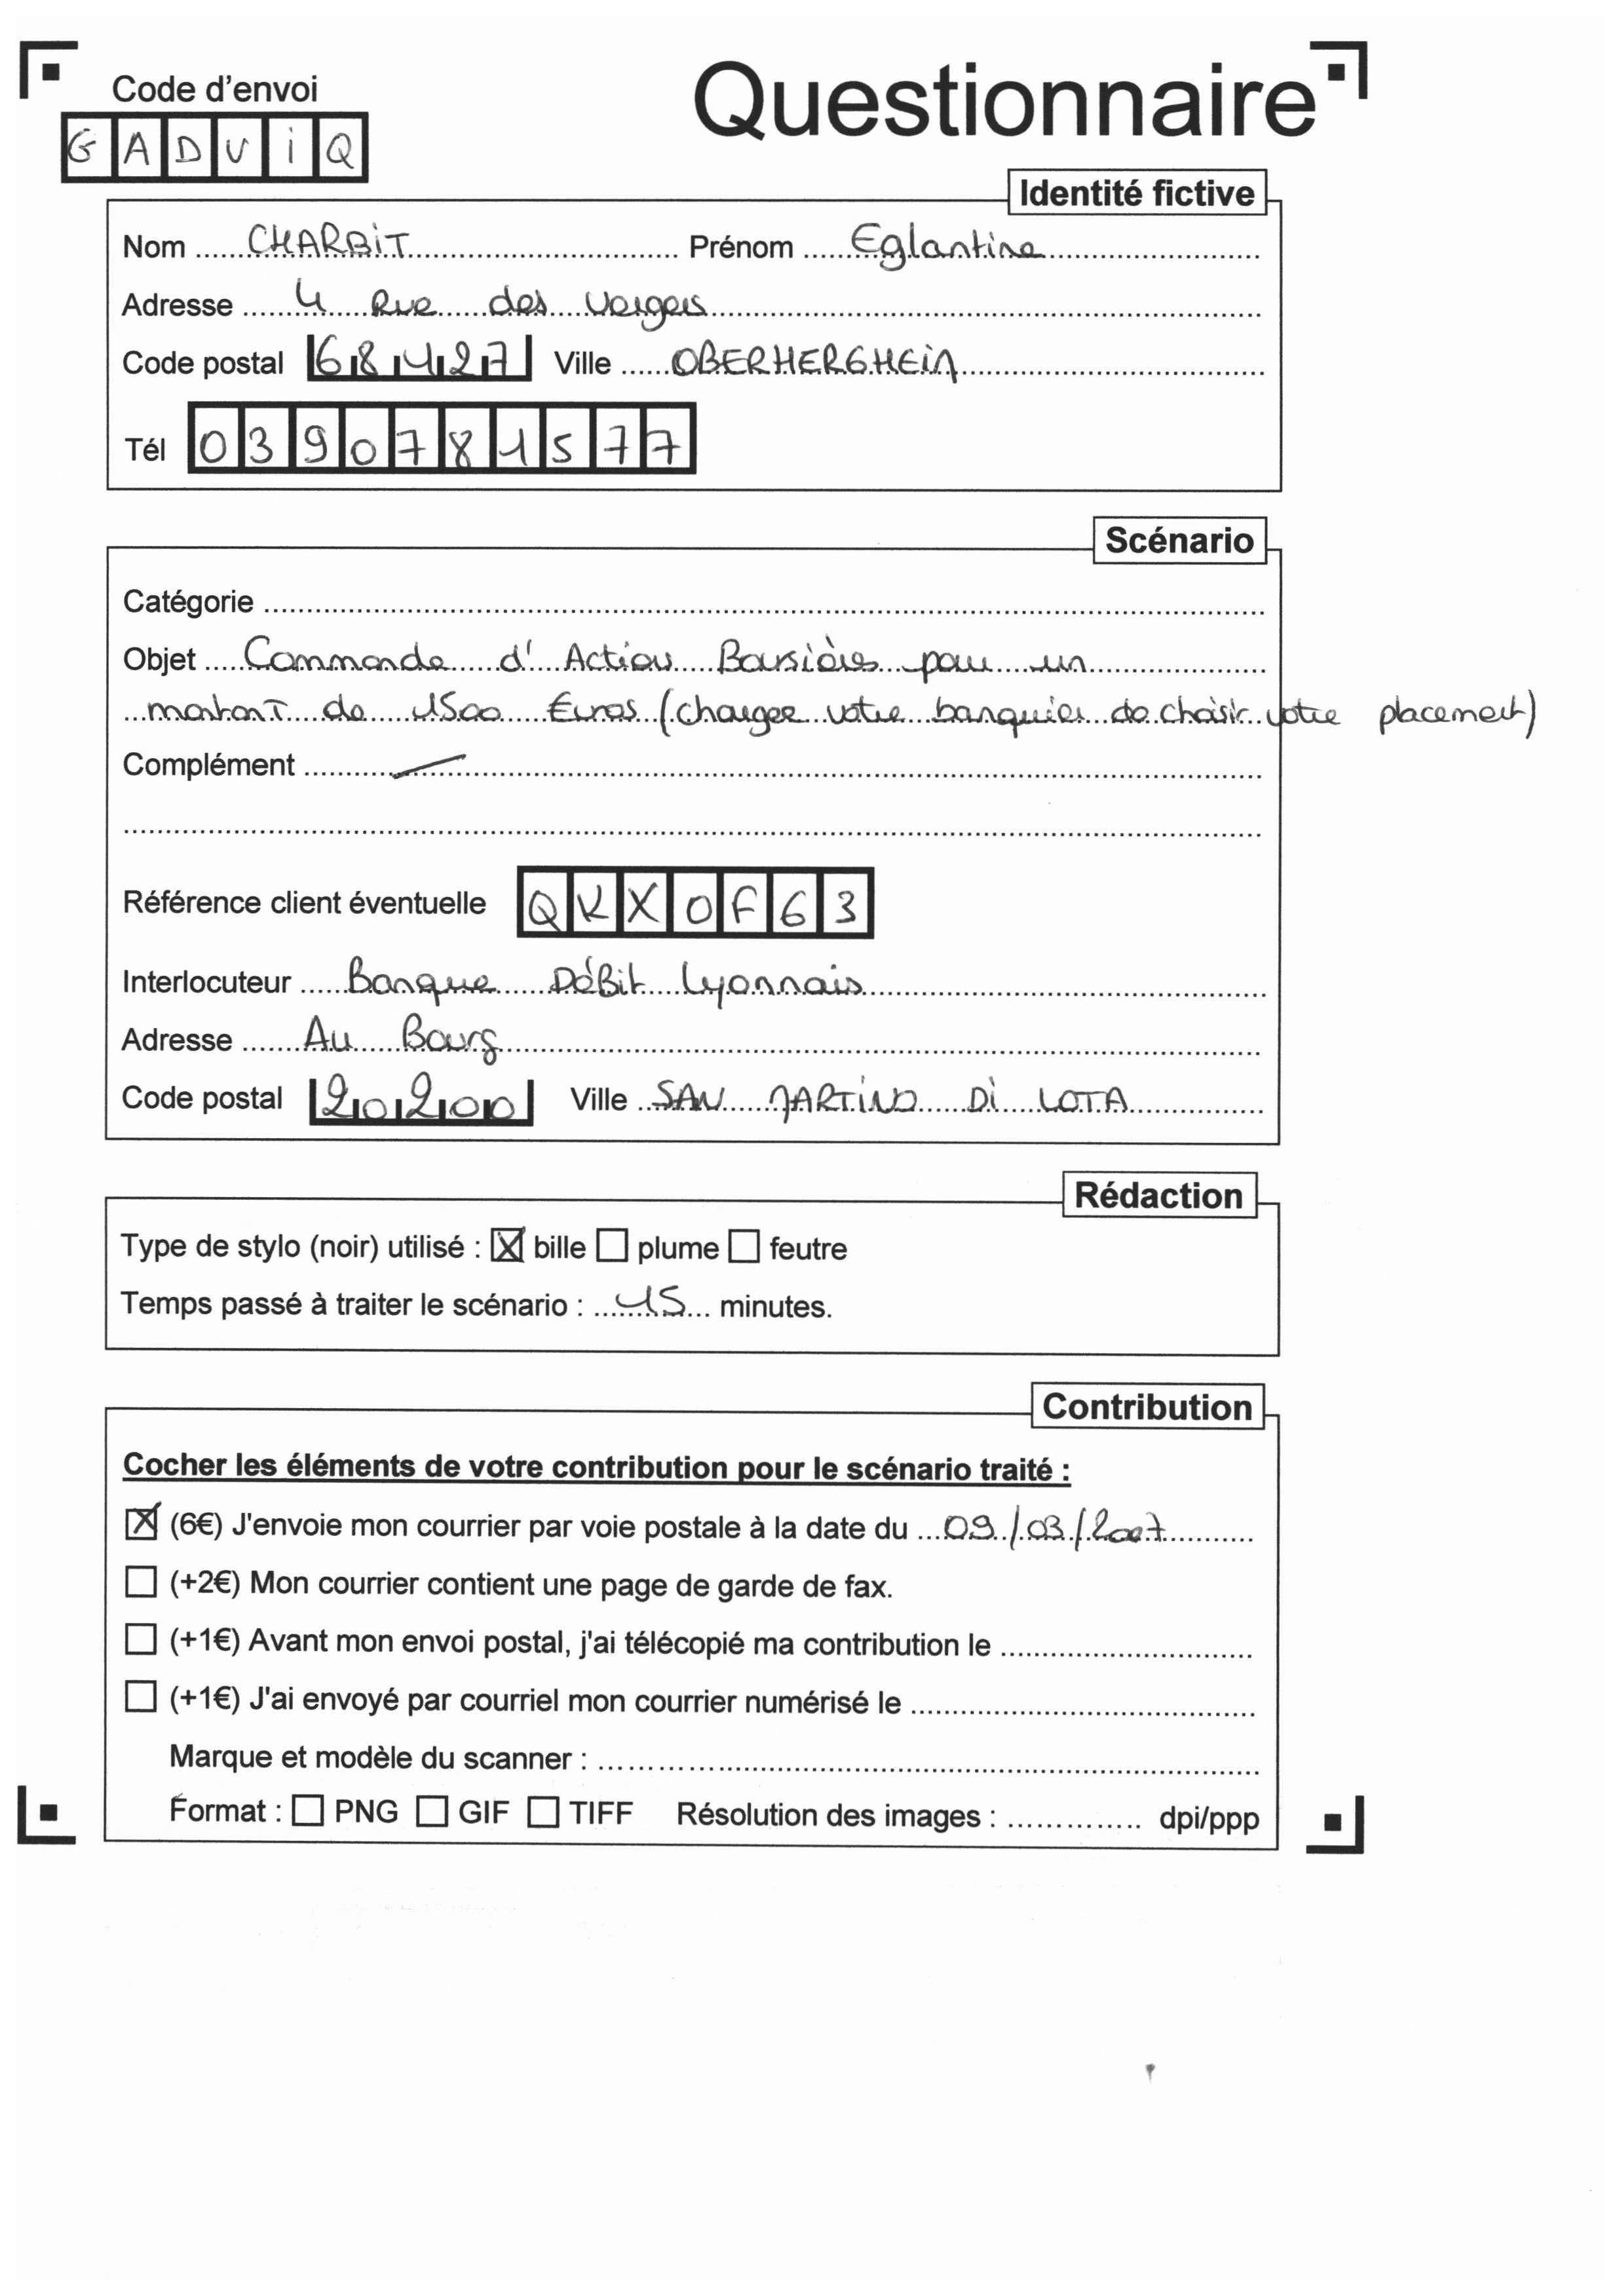 Code d'envoi
Questionnaire
GADViQ
Identité fictive
Nom CHARBiT Prénom Eglantine
Adresse 4 Rue des vergers
Code postal 68427 Ville OBERHERGHEiM
Tél 0390781577
Scénario
Catégorie
Objet Commande d'Action Boursières pour un
montant de 1500 Euros (charger votre banquier de choisir votre placement)
Complément
Référence client éventuelle QKX0F63
Interlocuteur Banque DéBit Lyonnais
Adresse Au Bourg
Code postal 20200 Ville SAN MARTiNO Di LOTA
Rédaction
Type de stylo (noir) utilisé : bille plume feutre
Temps passé à traiter le scénario : 15 minutes.
Contribution
Cocher les éléments de votre contribution pour le scénario traité :
(6€) J'envoie mon courrier par voie postale à la date du 09/03/2007
(+2€) Mon courrier contient une page de garde de fax.
(+1€) Avant mon envoi postal, j'ai télécopié ma contribution le
(+1€) J'ai envoyé par courriel mon courrier numérisé le
Marque et modèle du scanner :
Format : PNG GIF TIFF Résolution des images : dpi/ppp